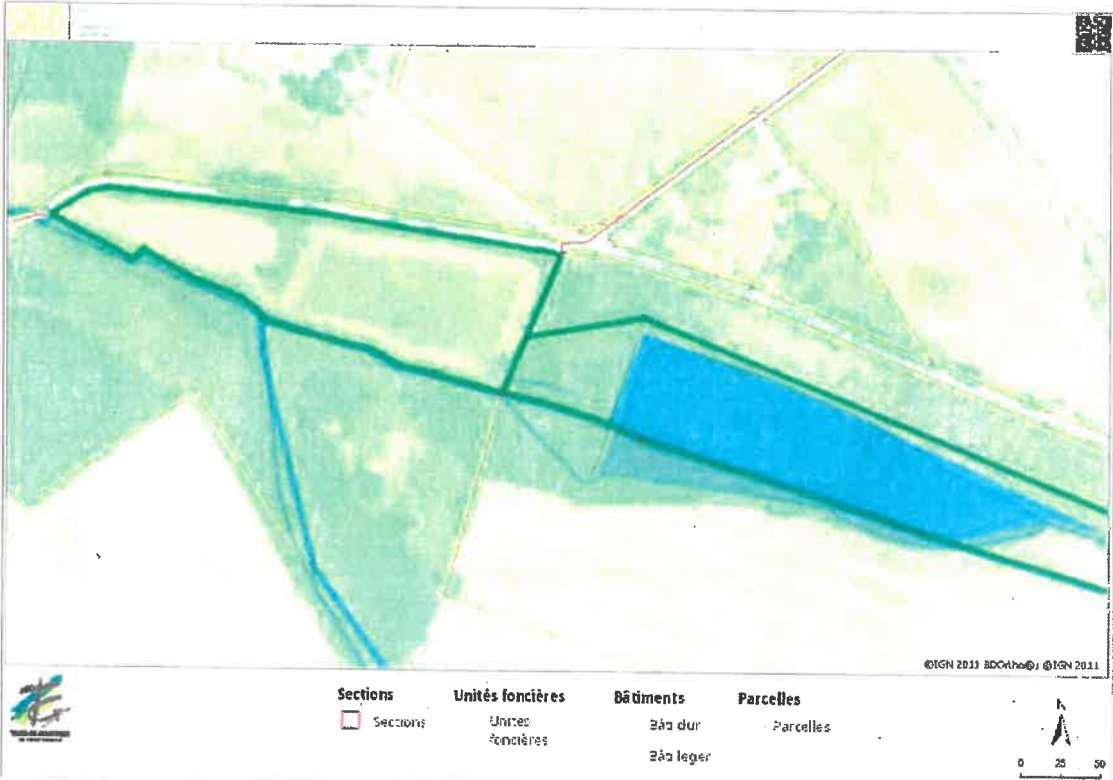 ©IGN 2011 BDOrtho®; ©IGN 2011
Sections Unités foncières Bâtiments Parcelles
Sections Unités foncières Bâti dur Parcelles
Bâti leger
N
0 25 50